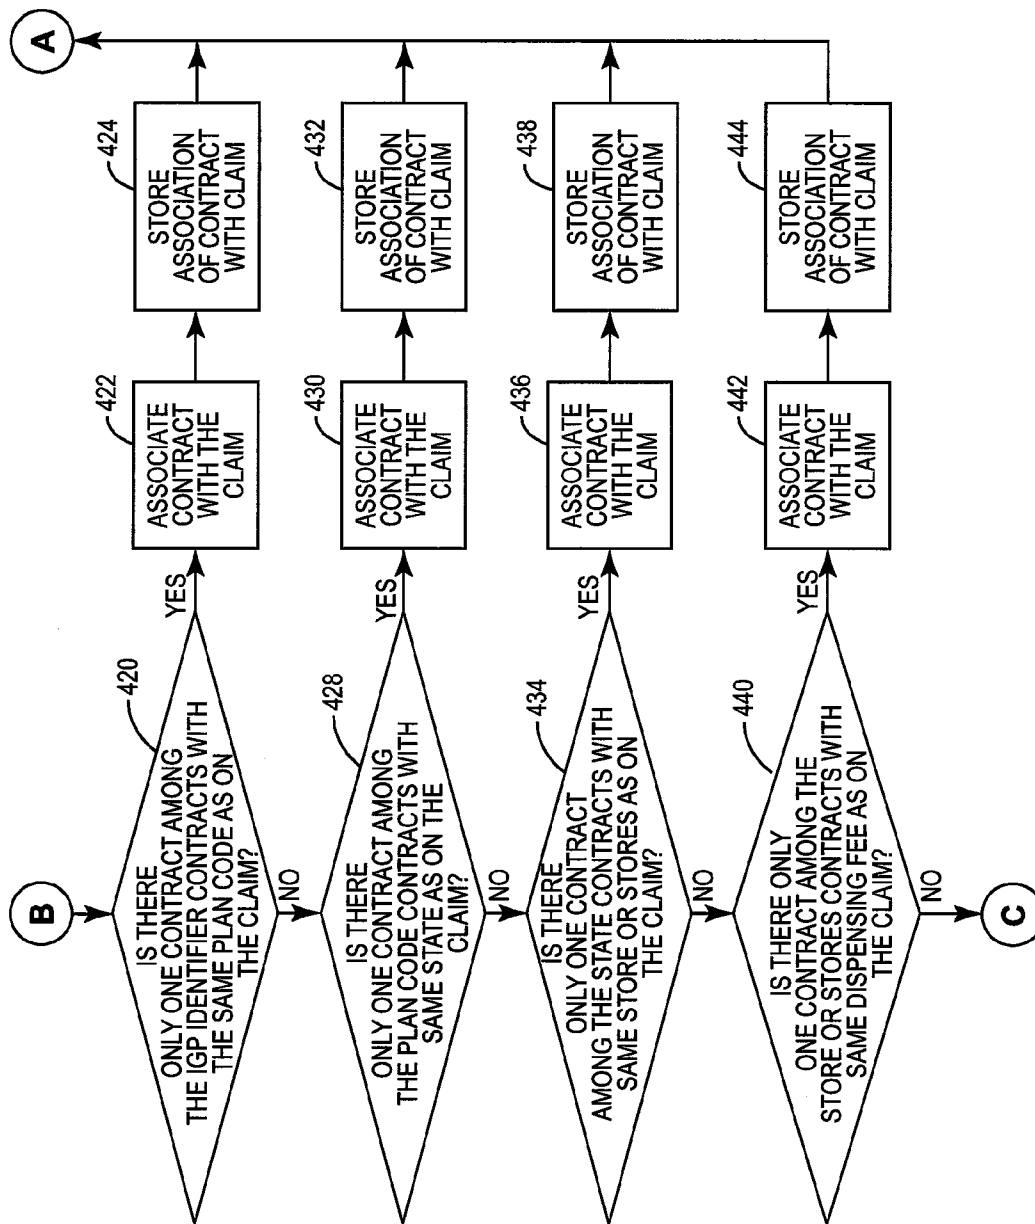 B
420
IS THERE
ONLY ONE CONTRACT AMONG
THE IGP IDENTIFIER CONTRACTS WITH
THE SAME PLAN CODE AS ON
THE CLAIM?
YES
NO
422
ASSOCIATE
CONTRACT
WITH THE
CLAIM
424
STORE
ASSOCIATION
OF CONTRACT
WITH CLAIM
A
428
IS THERE
ONLY ONE CONTRACT AMONG
THE PLAN CODE CONTRACTS WITH
SAME STATE AS ON THE
CLAIM?
YES
NO
430
ASSOCIATE
CONTRACT
WITH THE
CLAIM
432
STORE
ASSOCIATION
OF CONTRACT
WITH CLAIM
434
IS THERE
ONLY ONE CONTRACT
AMONG THE STATE CONTRACTS WITH
SAME STORE OR STORES AS ON
THE CLAIM?
YES
NO
436
ASSOCIATE
CONTRACT
WITH THE
CLAIM
438
STORE
ASSOCIATION
OF CONTRACT
WITH CLAIM
440
IS THERE ONLY
ONE CONTRACT AMONG THE
STORE OR STORES CONTRACTS WITH
SAME DISPENSING FEE AS ON
THE CLAIM?
YES
NO
442
ASSOCIATE
CONTRACT
WITH THE
CLAIM
444
STORE
ASSOCIATION
OF CONTRACT
WITH CLAIM
C